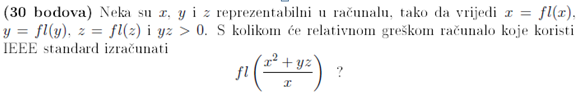 (30 bodova) Neka su x, y i z reprezentabilni u računalu, tako da vrijedi x = fl(x),
y = fl(y), z = fl(z) i yz > 0. S kolikom će relativnom greškom računalo koje koristi
IEEE standard izračunati
fl((x² + yz)/x) ?